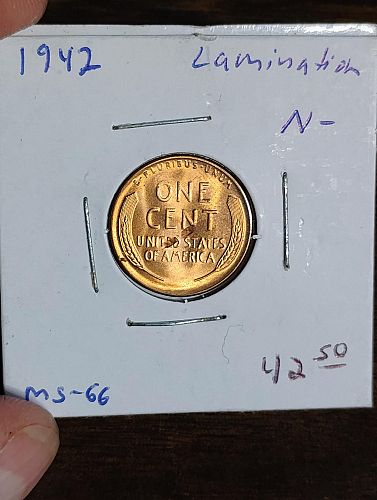 1942 Lamination
N-
E·PLURIBUS·UNUM
ONE
CENT
UNITED STATES
OF AMERICA
42 50
MS-66